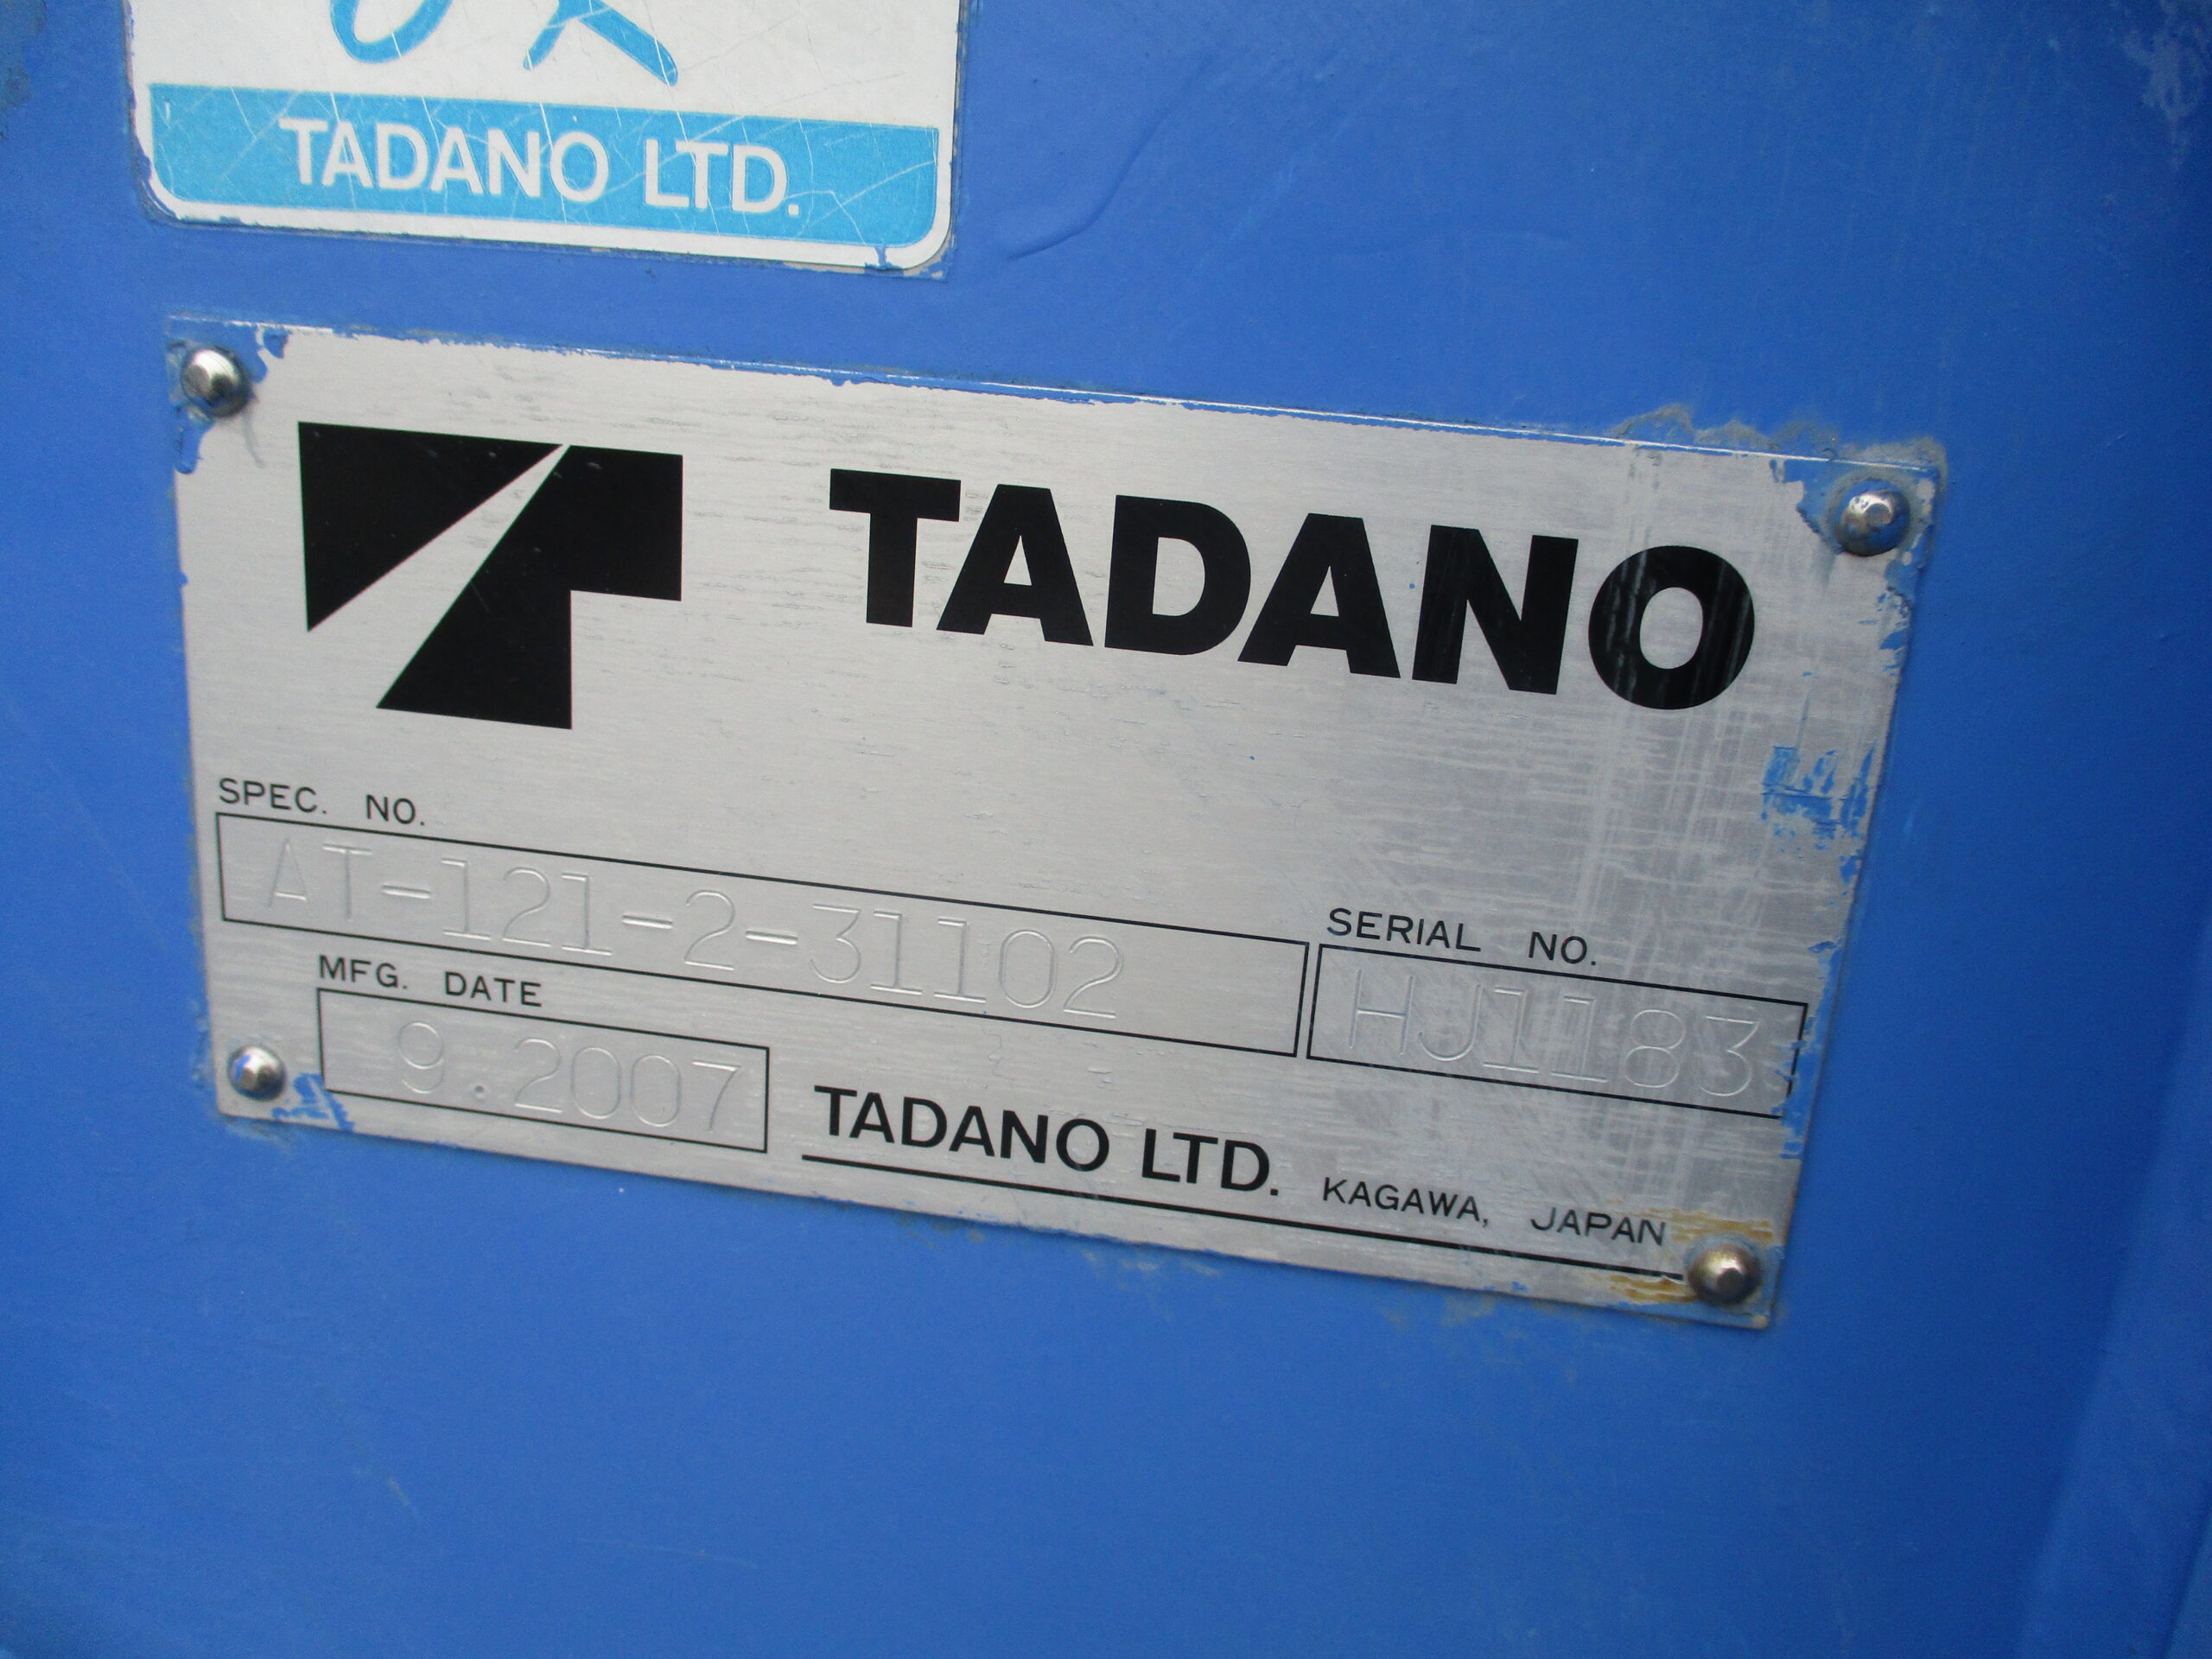 TADANO LTD.
TADANO
SPEC. NO.
AT-121-2-31102
SERIAL NO.
HJ1183
MFG. DATE
9.2007
TADANO LTD. KAGAWA, JAPAN